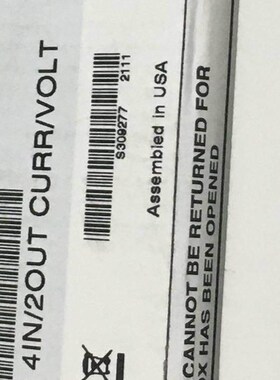 4IN/2OUT CURR/VOLT
S309277 2111
Assembled in USA
CANNOT BE RETURNED FOR
X HAS BEEN OPENED